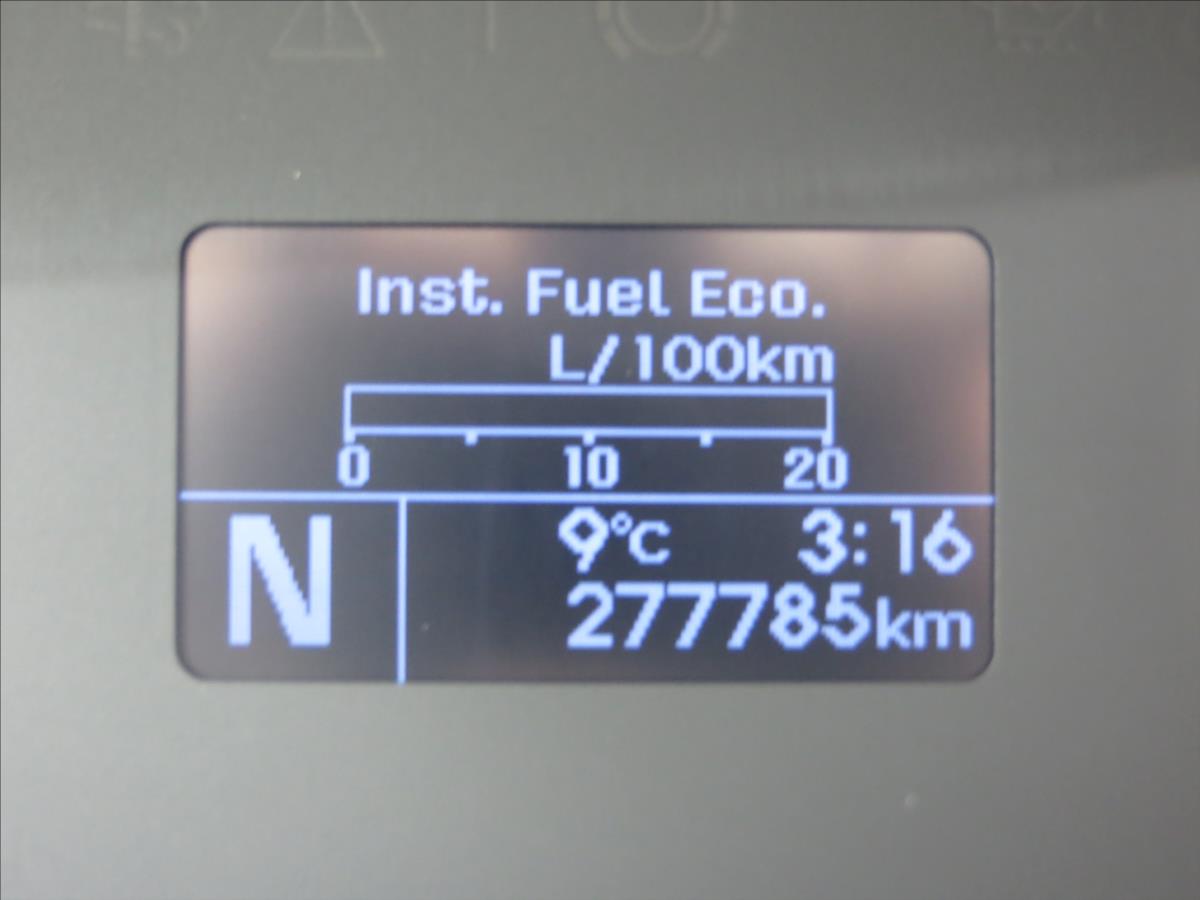 Inst. Fuel Eco.
L/100km
0 10 20
N 9°C 3:16
277785km